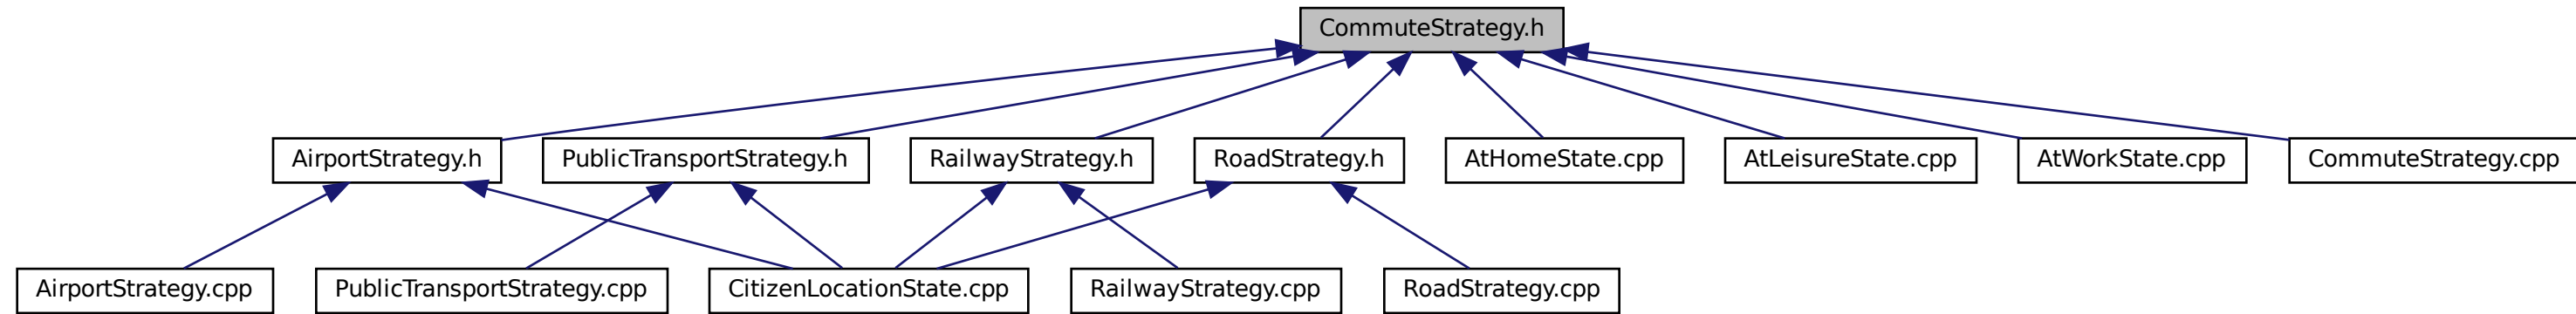 CommuteStrategy.h
AirportStrategy.h
PublicTransportStrategy.h
RailwayStrategy.h
RoadStrategy.h
AtHomeState.cpp
AtLeisureState.cpp
AtWorkState.cpp
CommuteStrategy.cpp
AirportStrategy.cpp
PublicTransportStrategy.cpp
CitizenLocationState.cpp
RailwayStrategy.cpp
RoadStrategy.cpp